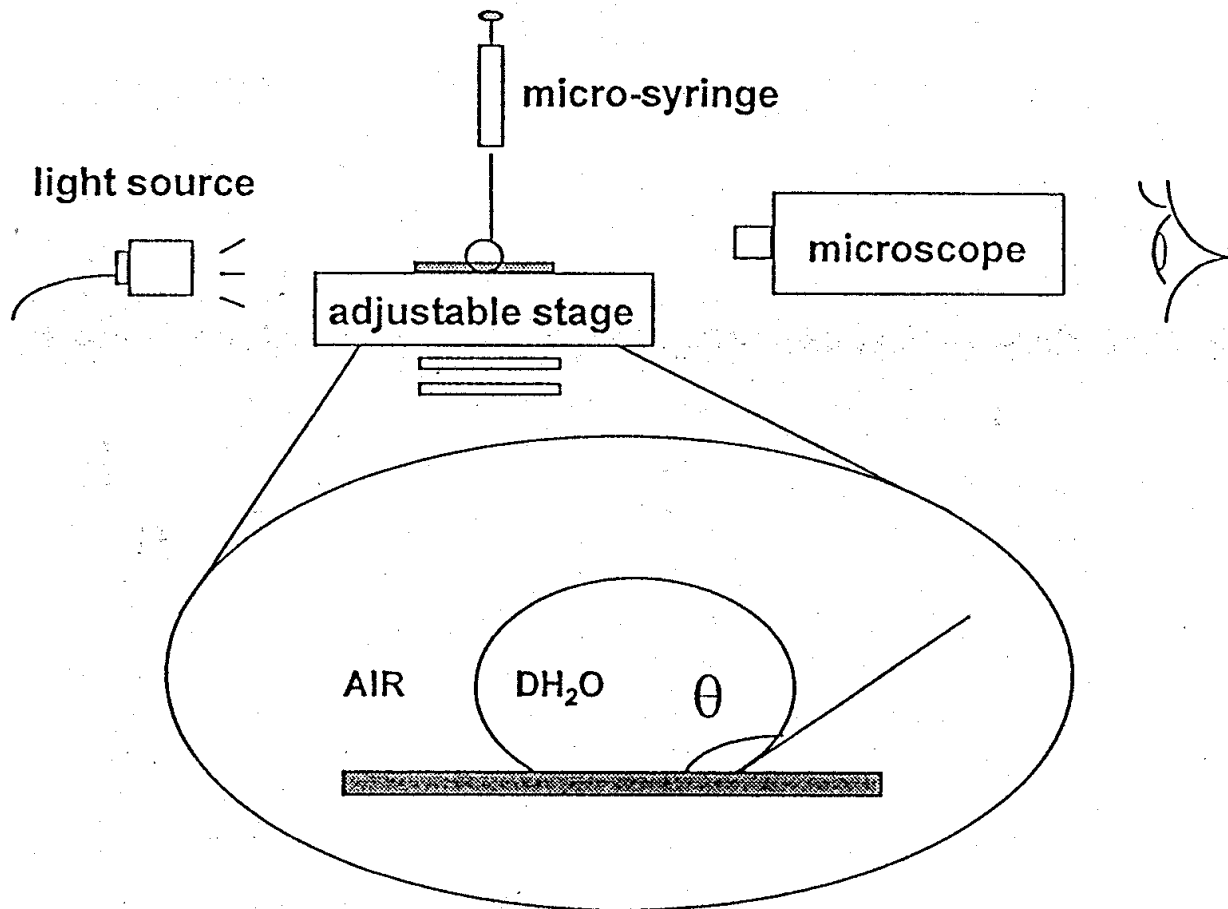 micro-syringe
light source
microscope
adjustable stage
AIR
DH₂O
θ